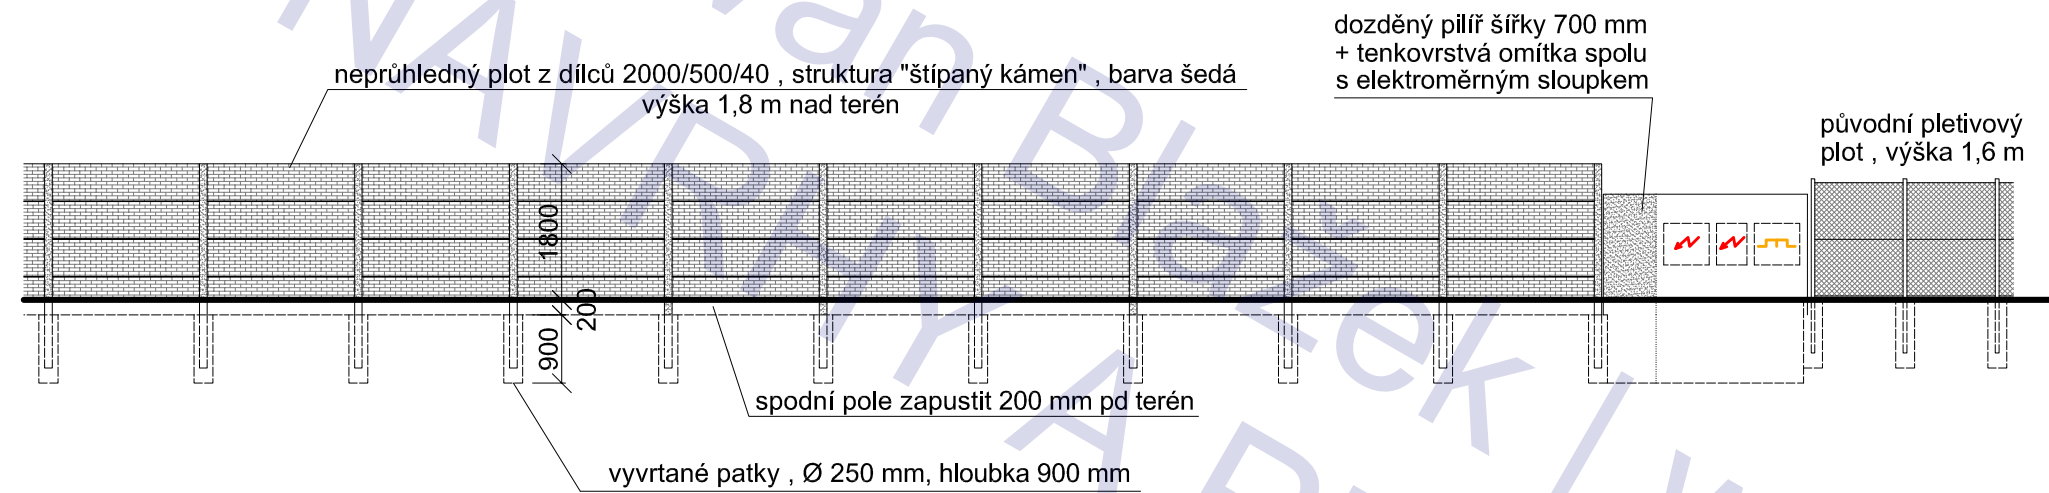 dozděný pilíř šířky 700 mm
+ tenkovrstvá omítka spolu
s elektroměrným sloupkem
neprůhledný plot z dílců 2000/500/40 , struktura "štípaný kámen" , barva šedá
výška 1,8 m nad terén
původní pletivový
plot , výška 1,6 m
1800
200
900
spodní pole zapustit 200 mm pd terén
vyvrtané patky , Ø 250 mm, hloubka 900 mm
Blažek |
NÁVRHY A